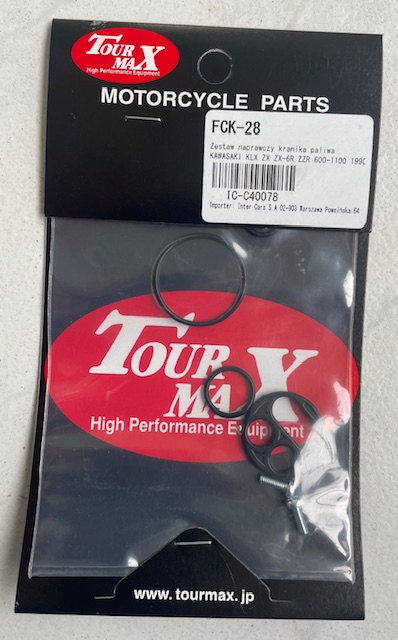 TOUR MAX
High Performance Equipment
MOTORCYCLE PARTS
FCK-28
Zestaw naprawczy kranika paliwa
KAWASAKI KLX ZX ZX-6R ZZR 600-1100 1990
IC-C40078
Importer: Inter Cars S.A 02-903 Warszawa Powsińska 64
TOUR
MAX
High Performance Equipment
www.tourmax.jp